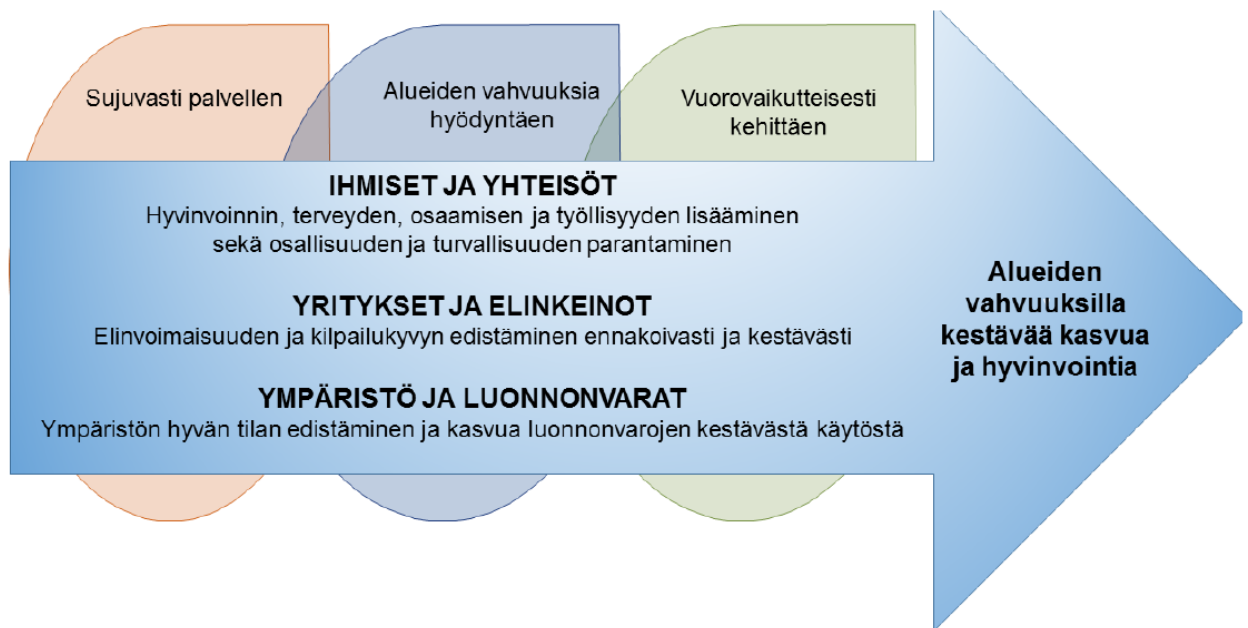 Sujuvasti palvellen
Alueiden vahvuuksia
hyödyntäen
Vuorovaikutteisesti
kehittäen
IHMISET JA YHTEISÖT
Hyvinvoinnin, terveyden, osaamisen ja työllisyyden lisääminen
sekä osallisuuden ja turvallisuuden parantaminen
YRITYKSET JA ELINKEINOT
Elinvoimaisuuden ja kilpailukyvyn edistäminen ennakoivasti ja kestävästi
YMPÄRISTÖ JA LUONNONVARAT
Ympäristön hyvän tilan edistäminen ja kasvua luonnonvarojen kestävästä käytöstä
Alueiden
vahvuuksilla
kestävää kasvua
ja hyvinvointia